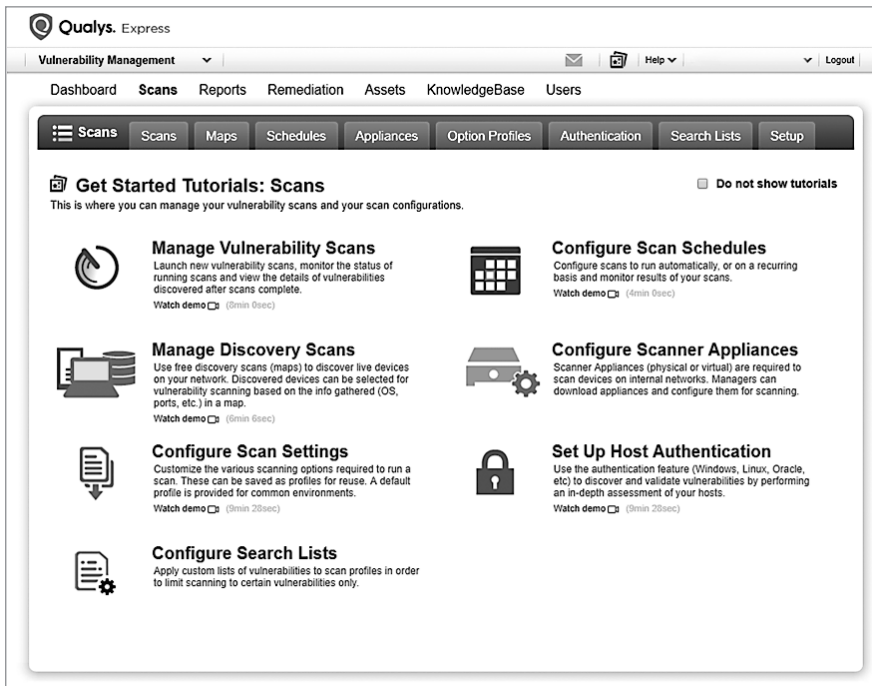 Qualys. Express
Vulnerability Management Help Logout
Dashboard Scans Reports Remediation Assets KnowledgeBase Users
Scans Scans Maps Schedules Appliances Option Profiles Authentication Search Lists Setup
Get Started Tutorials: Scans
Do not show tutorials
This is where you can manage your vulnerability scans and your scan configurations.
Manage Vulnerability Scans
Launch new vulnerability scans, monitor the status of
running scans and view the details of vulnerabilities
discovered after scans complete.
Watch demo (8min 0sec)
Configure Scan Schedules
Configure scans to run automatically, or on a recurring
basis and monitor results of your scans.
Watch demo (4min 0sec)
Manage Discovery Scans
Use free discovery scans (maps) to discover live devices
on your network. Discovered devices can be selected for
vulnerability scanning based on the info gathered (OS,
ports, etc.) in a map.
Watch demo (6min 6sec)
Configure Scanner Appliances
Scanner Appliances (physical or virtual) are required to
scan devices on internal networks. Managers can
download appliances and configure them for scanning.
Configure Scan Settings
Customize the various scanning options required to run a
scan. These can be saved as profiles for reuse. A default
profile is provided for common environments.
Watch demo (9min 28sec)
Set Up Host Authentication
Use the authentication feature (Windows, Linux, Oracle,
etc) to discover and validate vulnerabilities by performing
an in-depth assessment of your hosts.
Watch demo (9min 28sec)
Configure Search Lists
Apply custom lists of vulnerabilities to scan profiles in order
to limit scanning to certain vulnerabilities only.